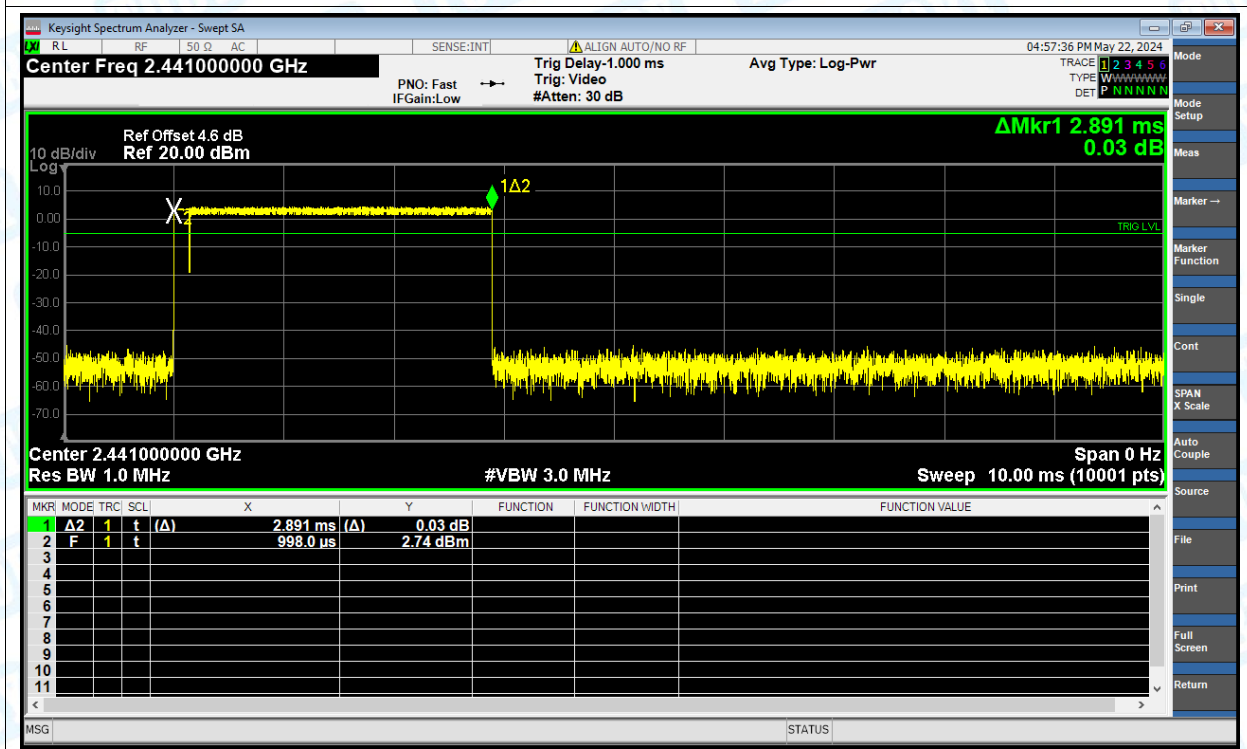 Keysight Spectrum Analyzer - Swept SA
LXI RL RF 50 Ω AC SENSE:INT ALIGN AUTO/NO RF 04:57:36 PM May 22, 2024
Center Freq 2.441000000 GHz
PNO: Fast
IFGain:Low
Trig Delay-1.000 ms
Trig: Video
#Atten: 30 dB
Avg Type: Log-Pwr
TRACE 1 2 3 4 5 6
TYPE WWWWWW
DET P N N N N N
ΔMkr1 2.891 ms
0.03 dB
Ref Offset 4.6 dB
10 dB/div Ref 20.00 dBm
Log
10.0
0.00
-10.0
-20.0
-30.0
-40.0
-50.0
-60.0
-70.0
1Δ2
2
TRIG LVL
Center 2.441000000 GHz Span 0 Hz
Res BW 1.0 MHz #VBW 3.0 MHz Sweep 10.00 ms (10001 pts)
MKR MODE TRC SCL X Y FUNCTION FUNCTION WIDTH FUNCTION VALUE
1 Δ2 1 t (Δ) 2.891 ms (Δ) 0.03 dB
2 F 1 t 998.0 µs 2.74 dBm
3
4
5
6
7
8
9
10
11
MSG STATUS
Mode
Mode
Setup
Meas
Marker →
Marker
Function
Single
Cont
SPAN
X Scale
Auto
Couple
Source
File
Print
Full
Screen
Return